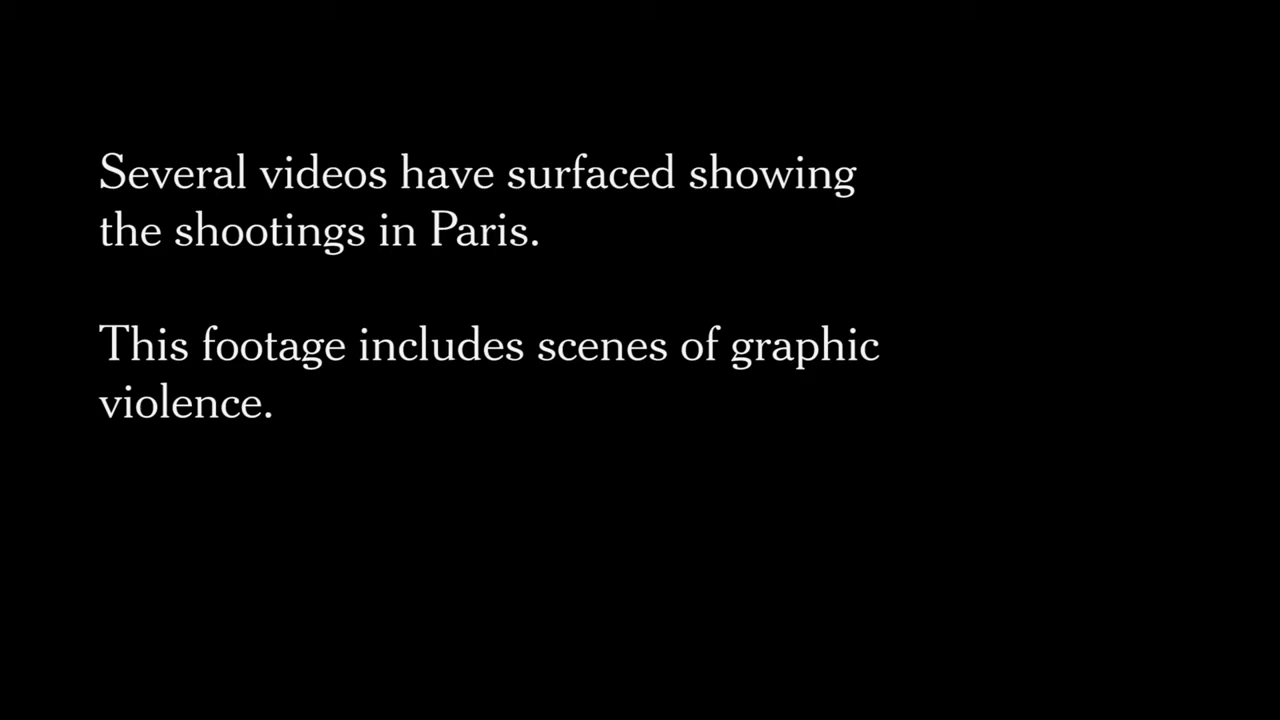 Several videos have surfaced showing
the shootings in Paris.
This footage includes scenes of graphic
violence.